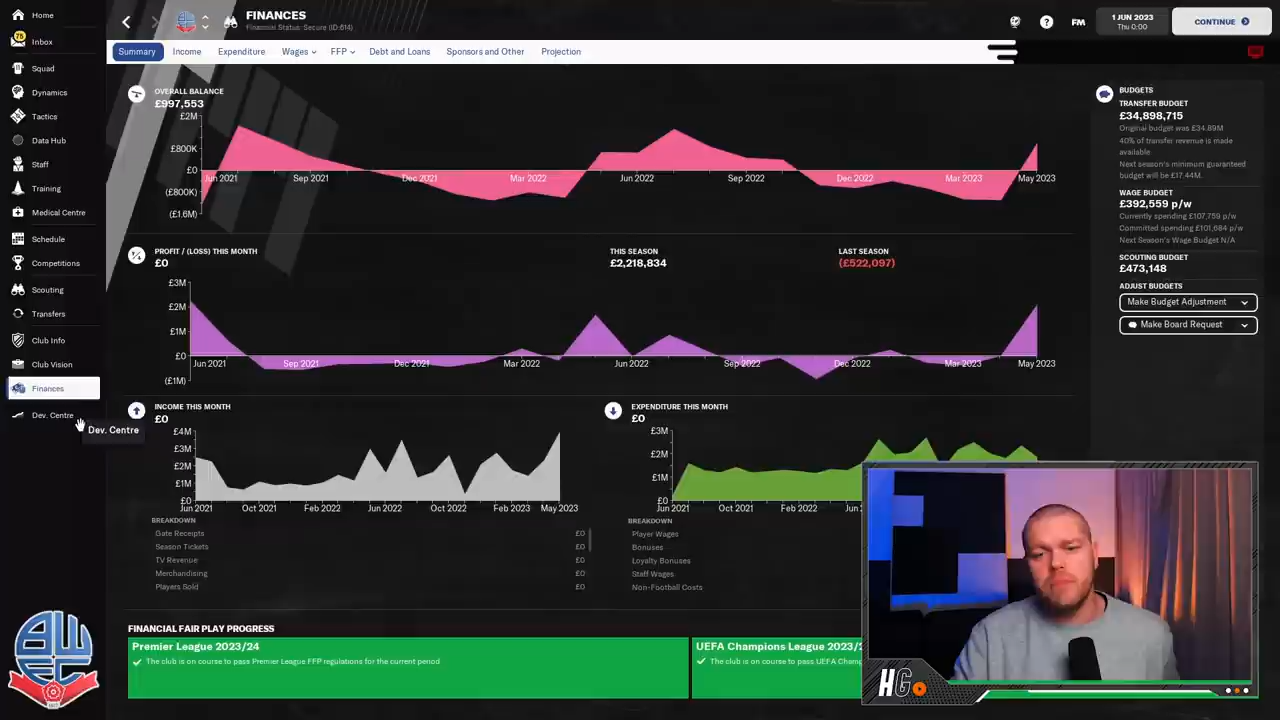 Home
75
Inbox
Squad
Dynamics
Tactics
Data Hub
Staff
Training
Medical Centre
Schedule
Competitions
Scouting
Transfers
Club Info
Club Vision
Finances
Dev. Centre
Dev. Centre
FINANCES
Financial Status: Secure (ID:614)
FM
1 JUN 2023
Thu 0:00
CONTINUE
Summary
Income
Expenditure
Wages
FFP
Debt and Loans
Sponsors and Other
Projection
OVERALL BALANCE
£997,553
£2M
£800K
£0
(£800K)
(£1.6M)
Jun 2021
Sep 2021
Dec 2021
Mar 2022
Jun 2022
Sep 2022
Dec 2022
Mar 2023
May 2023
PROFIT / (LOSS) THIS MONTH
£0
THIS SEASON
£2,218,834
LAST SEASON
(£522,097)
£3M
£2M
£1M
£0
(£1M)
Jun 2021
Sep 2021
Dec 2021
Mar 2022
Jun 2022
Sep 2022
Dec 2022
Mar 2023
May 2023
INCOME THIS MONTH
£0
£4M
£3M
£2M
£1M
£0
Jun 2021
Oct 2021
Feb 2022
Jun 2022
Oct 2022
Feb 2023
May 2023
BREAKDOWN
Gate Receipts £0
Season Tickets £0
TV Revenue £0
Merchandising £0
Players Sold £0
EXPENDITURE THIS MONTH
£0
£3M
£2M
£1M
£0
Jun 2021
Oct 2021
Feb 2022
BREAKDOWN
Player Wages
Bonuses
Loyalty Bonuses
Staff Wages
Non-Football Costs
FINANCIAL FAIR PLAY PROGRESS
Premier League 2023/24
The club is on course to pass Premier League FFP regulations for the current period
UEFA Champions League 2023/2
The club is on course to pass UEFA Champ
BUDGETS
TRANSFER BUDGET
£34,898,715
Original budget was £34.89M
40% of transfer revenue is made
available
Next season's minimum guaranteed
budget will be £17.44M
WAGE BUDGET
£392,559 p/w
Currently spending £107,759 p/w
Committed spending £101,684 p/w
Next Season's Wage Budget N/A
SCOUTING BUDGET
£473,148
ADJUST BUDGETS
Make Budget Adjustment
Make Board Request
HG